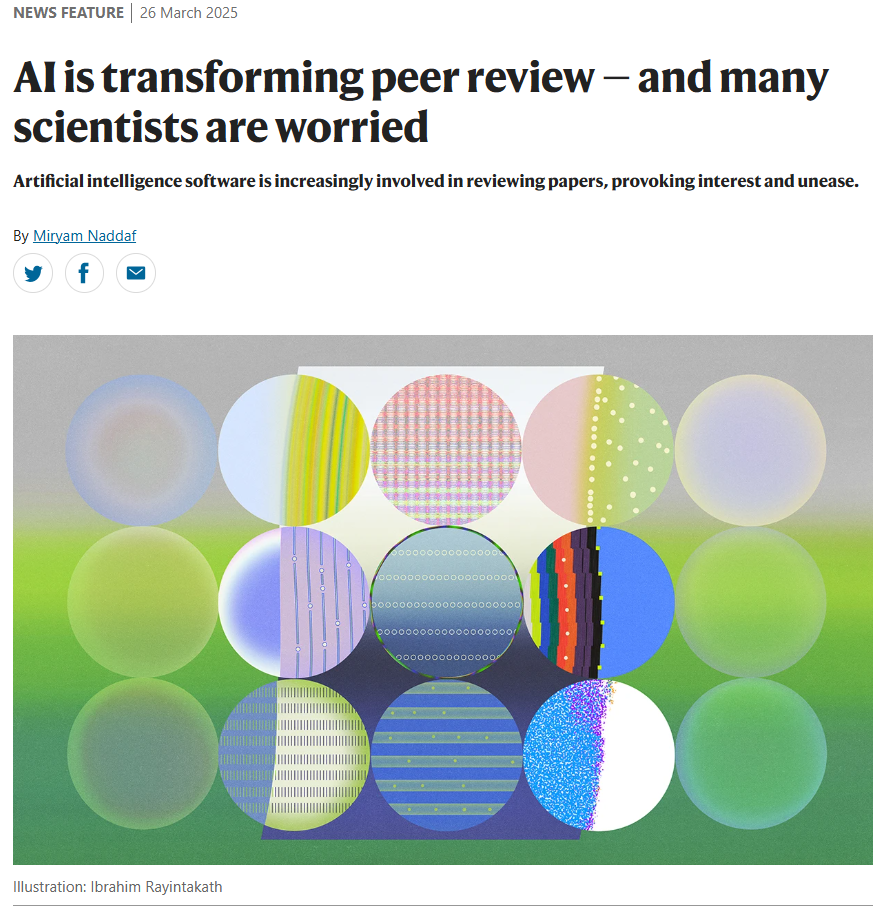 NEWS FEATURE | 26 March 2025
AI is transforming peer review — and many
scientists are worried
Artificial intelligence software is increasingly involved in reviewing papers, provoking interest and unease.
By Miryam Naddaf
Illustration: Ibrahim Rayintakath